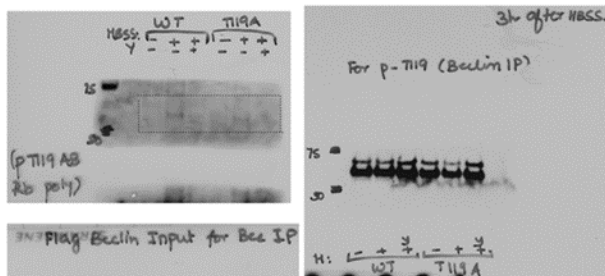 WT T119A
HBSS: - + + - + +
Y - - + - - +
75
50
(pT119 AB
Rb poly)
Flag Beclin Input for Bec IP
3hr after HBSS.
For p-T119 (Beclin IP)
75
50
H: - + Y + - + Y +
WT T119A